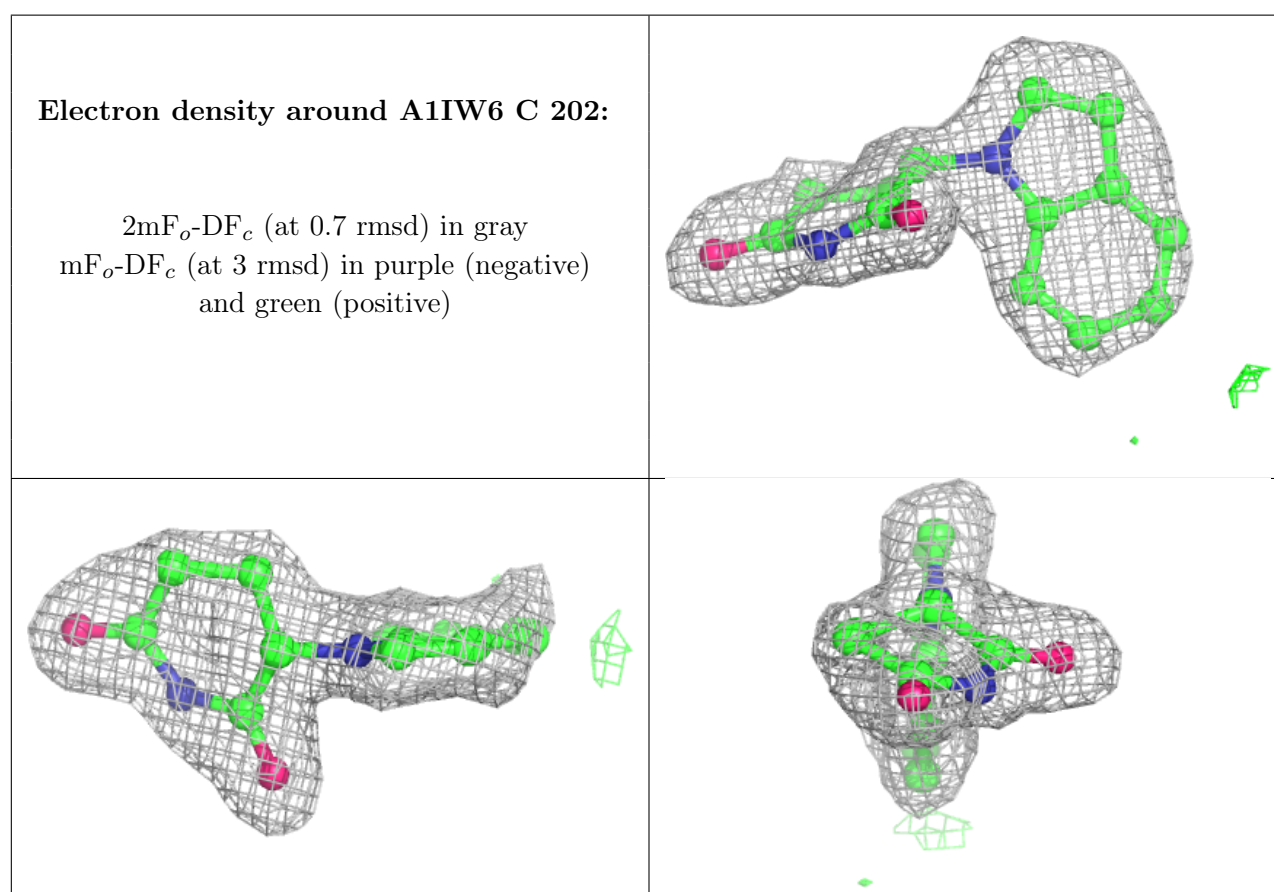 Electron density around A1IW6 C 202:
2mFo-DFc (at 0.7 rmsd) in gray
mFo-DFc (at 3 rmsd) in purple (negative)
and green (positive)